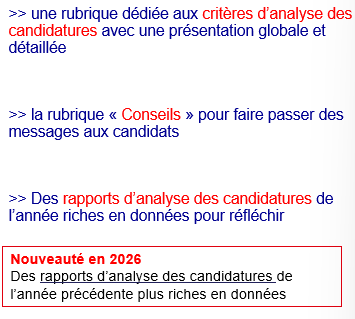 >> une rubrique dédiée aux critères d’analyse des
candidatures avec une présentation globale et
détaillée
>> la rubrique « Conseils » pour faire passer des
messages aux candidats
>> Des rapports d’analyse des candidatures de
l’année riches en données pour réfléchir
Nouveauté en 2026
Des rapports d’analyse des candidatures de
l’année précédente plus riches en données